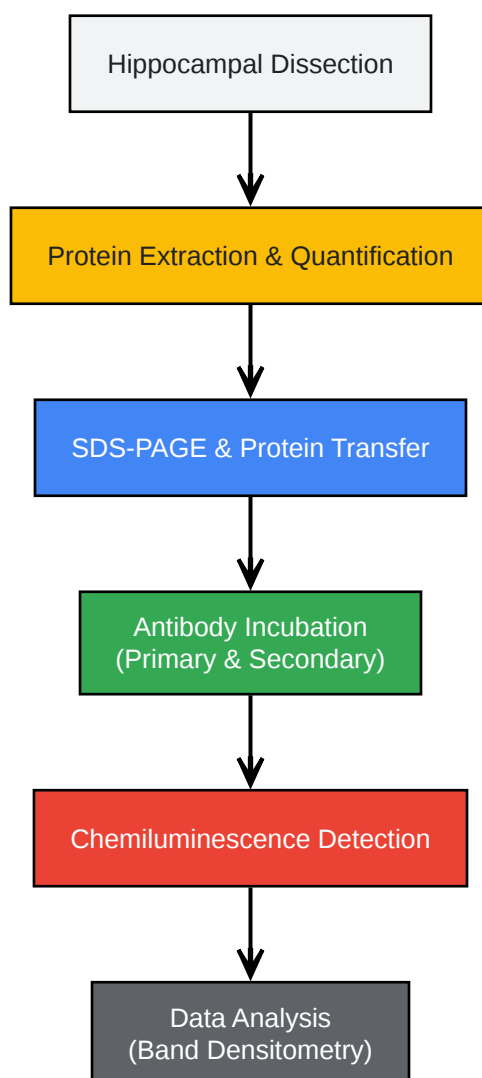 Hippocampal Dissection
Protein Extraction & Quantification
SDS-PAGE & Protein Transfer
Antibody Incubation
(Primary & Secondary)
Chemiluminescence Detection
Data Analysis
(Band Densitometry)